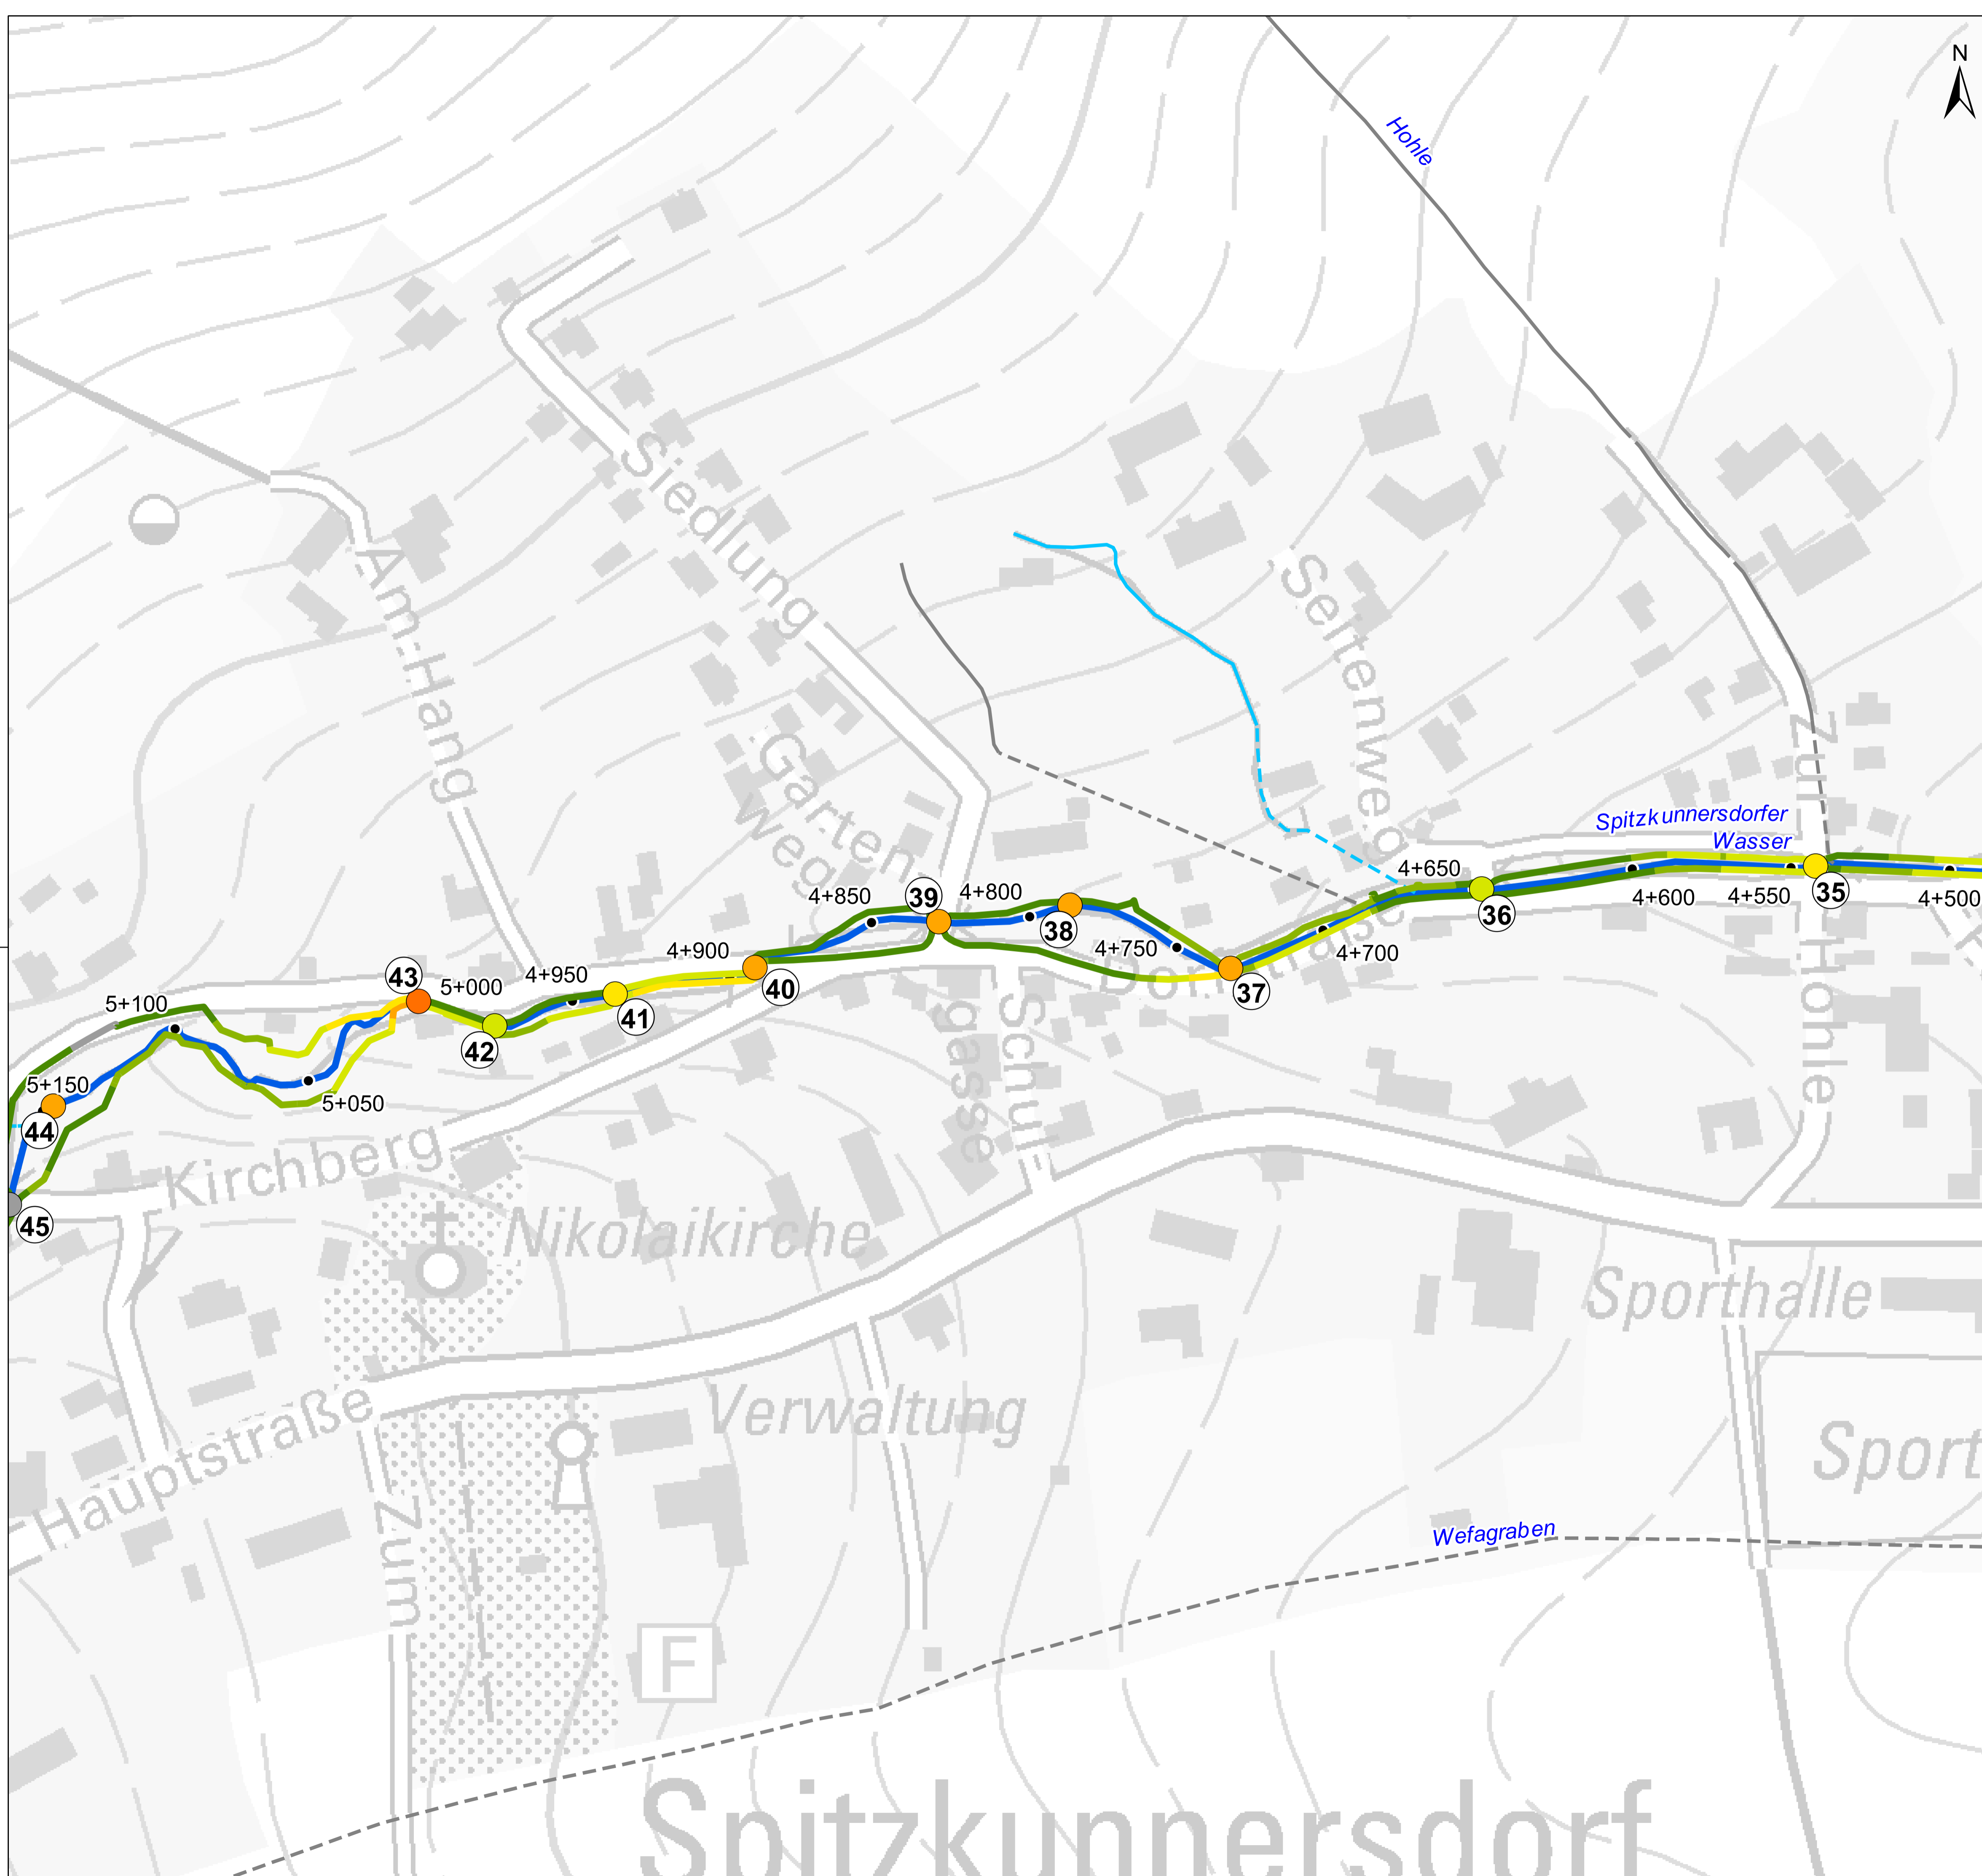 N
Hohle
Siedlung
Am Hang
Seitenweg
Garten
weg
Zur Hohle
Spitzkunnersdorfer
Wasser
4+650
4+600
4+550
4+500
35
36
4+850
39
4+800
38
4+750
4+700
37
4+900
40
4+950
41
43
5+000
42
5+100
5+150
5+050
44
45
Schul
gasse
Kirchberg
Nikolaikirche
Sporthalle
Verwaltung
Hauptstraße
Sport
Zum
Wefagraben
F
Spitzkunnersdorf